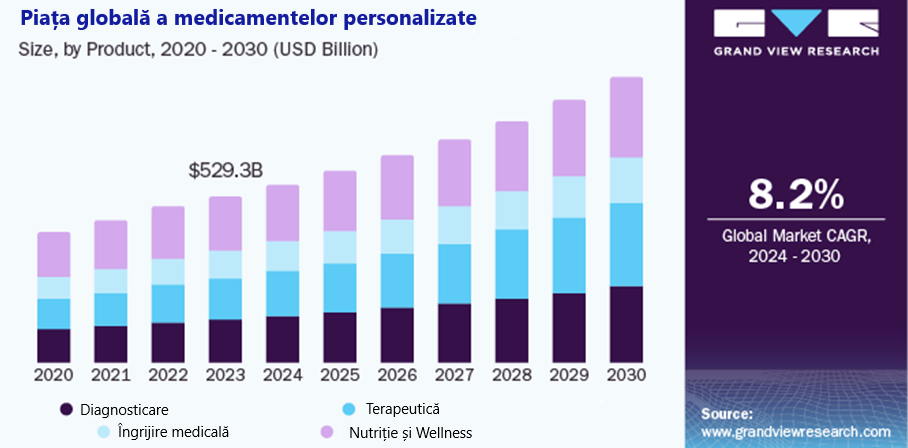 Piața globală a medicamentelor personalizate
Size, by Product, 2020 - 2030 (USD Billion)
$529.3B
2020 2021 2022 2023 2024 2025 2026 2027 2028 2029 2030
Diagnosticare
Terapeutică
Îngrijire medicală
Nutriție și Wellness
GRAND VIEW RESEARCH
8.2%
Global Market CAGR,
2024 - 2030
Source:
www.grandviewresearch.com